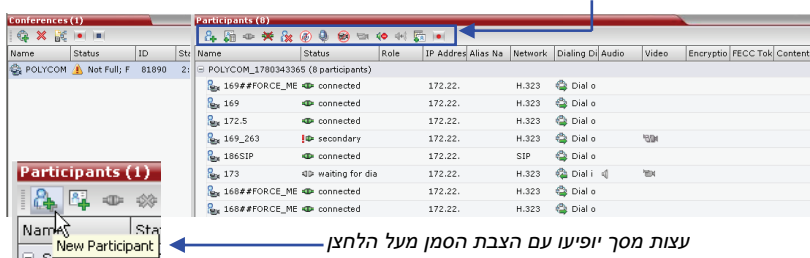 Conferences (1)
Name Status ID Sta
POLYCOM Not Full; F 81890 2:
Participants (8)
Name Status Role IP Addres Alias Na Network Dialing Di Audio Video Encryptio FECC Tok Content
POLYCOM_1780343365 (8 participants)
169##FORCE_ME connected 172.22. H.323 Dial o
169 connected 172.22. H.323 Dial o
172.5 connected 172.22. H.323 Dial o
169_263 secondary 172.22. H.323 Dial o
186SIP connected 172.22. SIP Dial o
173 waiting for dia 172.22. H.323 Dial i
168##FORCE_ME connected 172.22. H.323 Dial o
168##FORCE_ME connected 172.22. H.323 Dial o
Participants (1)
Name Sta
New Participant
עצות מסך יופיעו עם הצבת הסמן מעל הלחצן